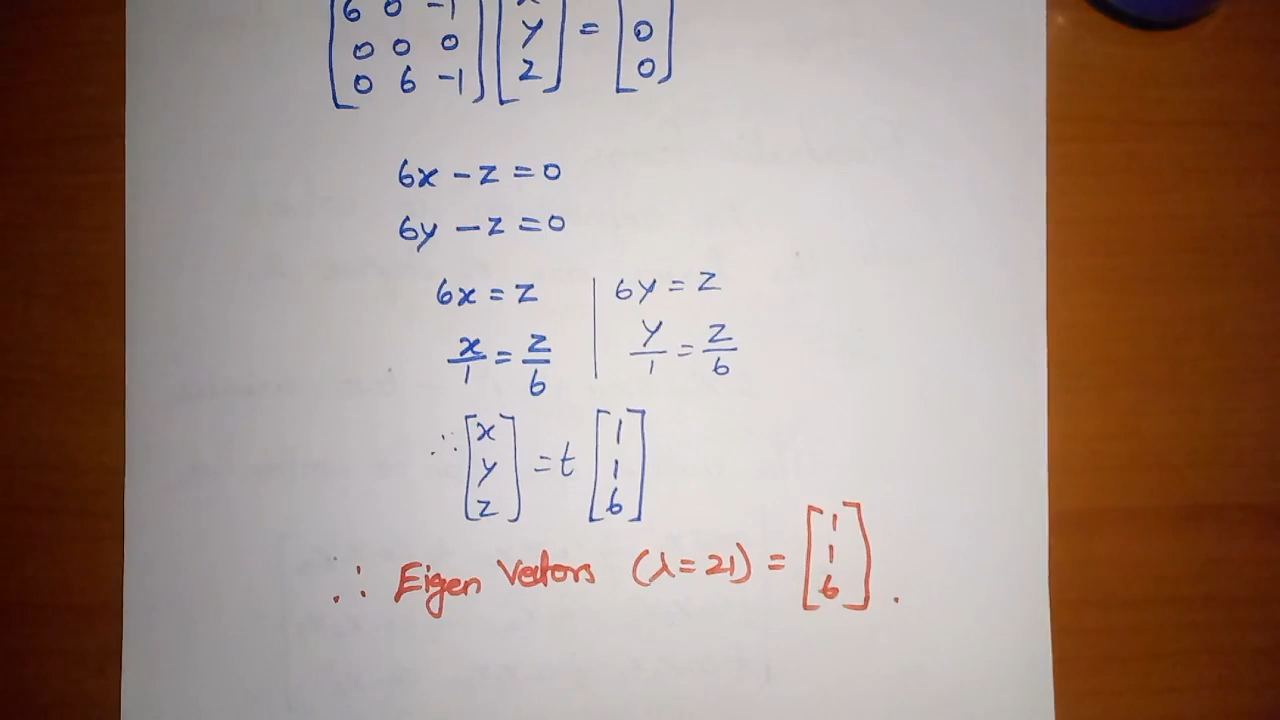 [6 0 -1] [x] = [0]
[0 0 0] [y] = [0]
[0 6 -1] [z] = [0]
6x - z = 0
6y - z = 0
6x = z | 6y = z
x/1 = z/6 | y/1 = z/6
∴ [x y z] = t [1 1 6]
∴ Eigen Vectors (λ = 21) = [1 1 6].